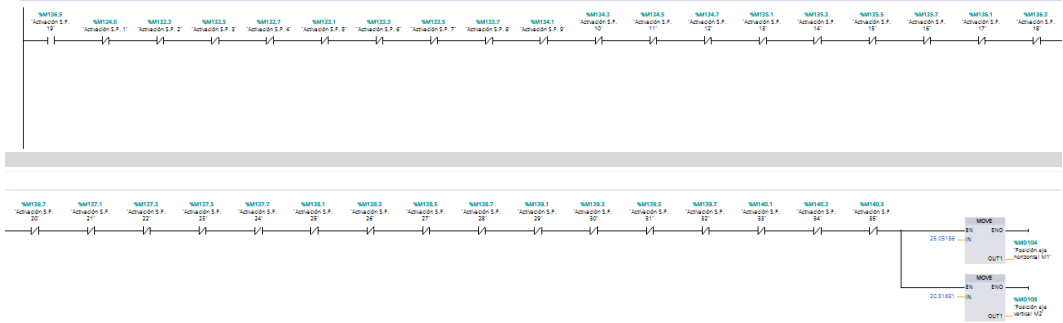 %M136.5 %M124.0 %M132.3 %M132.5 %M132.7 %M133.1 %M133.3 %M133.5 %M133.7 %M134.1 %M134.3 %M134.5 %M134.7 %M135.1 %M135.3 %M135.5 %M135.7 %M136.1 %M136.3
"Activación S.P. "Activación S.P. 1" "Activación S.P. 2" "Activación S.P. 3" "Activación S.P. 4" "Activación S.P. 5" "Activación S.P. 6" "Activación S.P. 7" "Activación S.P. 8" "Activación S.P. 9" "Activación S.P. "Activación S.P. "Activación S.P. "Activación S.P. "Activación S.P. "Activación S.P. "Activación S.P. "Activación S.P. "Activación S.P.
19" 10" 11" 12" 13" 14" 15" 16" 17" 18"
%M136.7 %M137.1 %M137.3 %M137.5 %M137.7 %M138.1 %M138.3 %M138.5 %M138.7 %M139.1 %M139.3 %M139.5 %M139.7 %M140.1 %M140.3 %M140.5
"Activación S.P. "Activación S.P. "Activación S.P. "Activación S.P. "Activación S.P. "Activación S.P. "Activación S.P. "Activación S.P. "Activación S.P. "Activación S.P. "Activación S.P. "Activación S.P. "Activación S.P. "Activación S.P. "Activación S.P. "Activación S.P.
20" 21" 22" 23" 24" 25" 26" 27" 28" 29" 30" 31" 32" 33" 34" 35"
MOVE
EN ENO
25.09156 IN
%MD104
"Posición eje
horizontal M1"
OUT1
MOVE
EN ENO
20.51891 IN
%MD108
"Posición eje
vertical M2"
OUT1